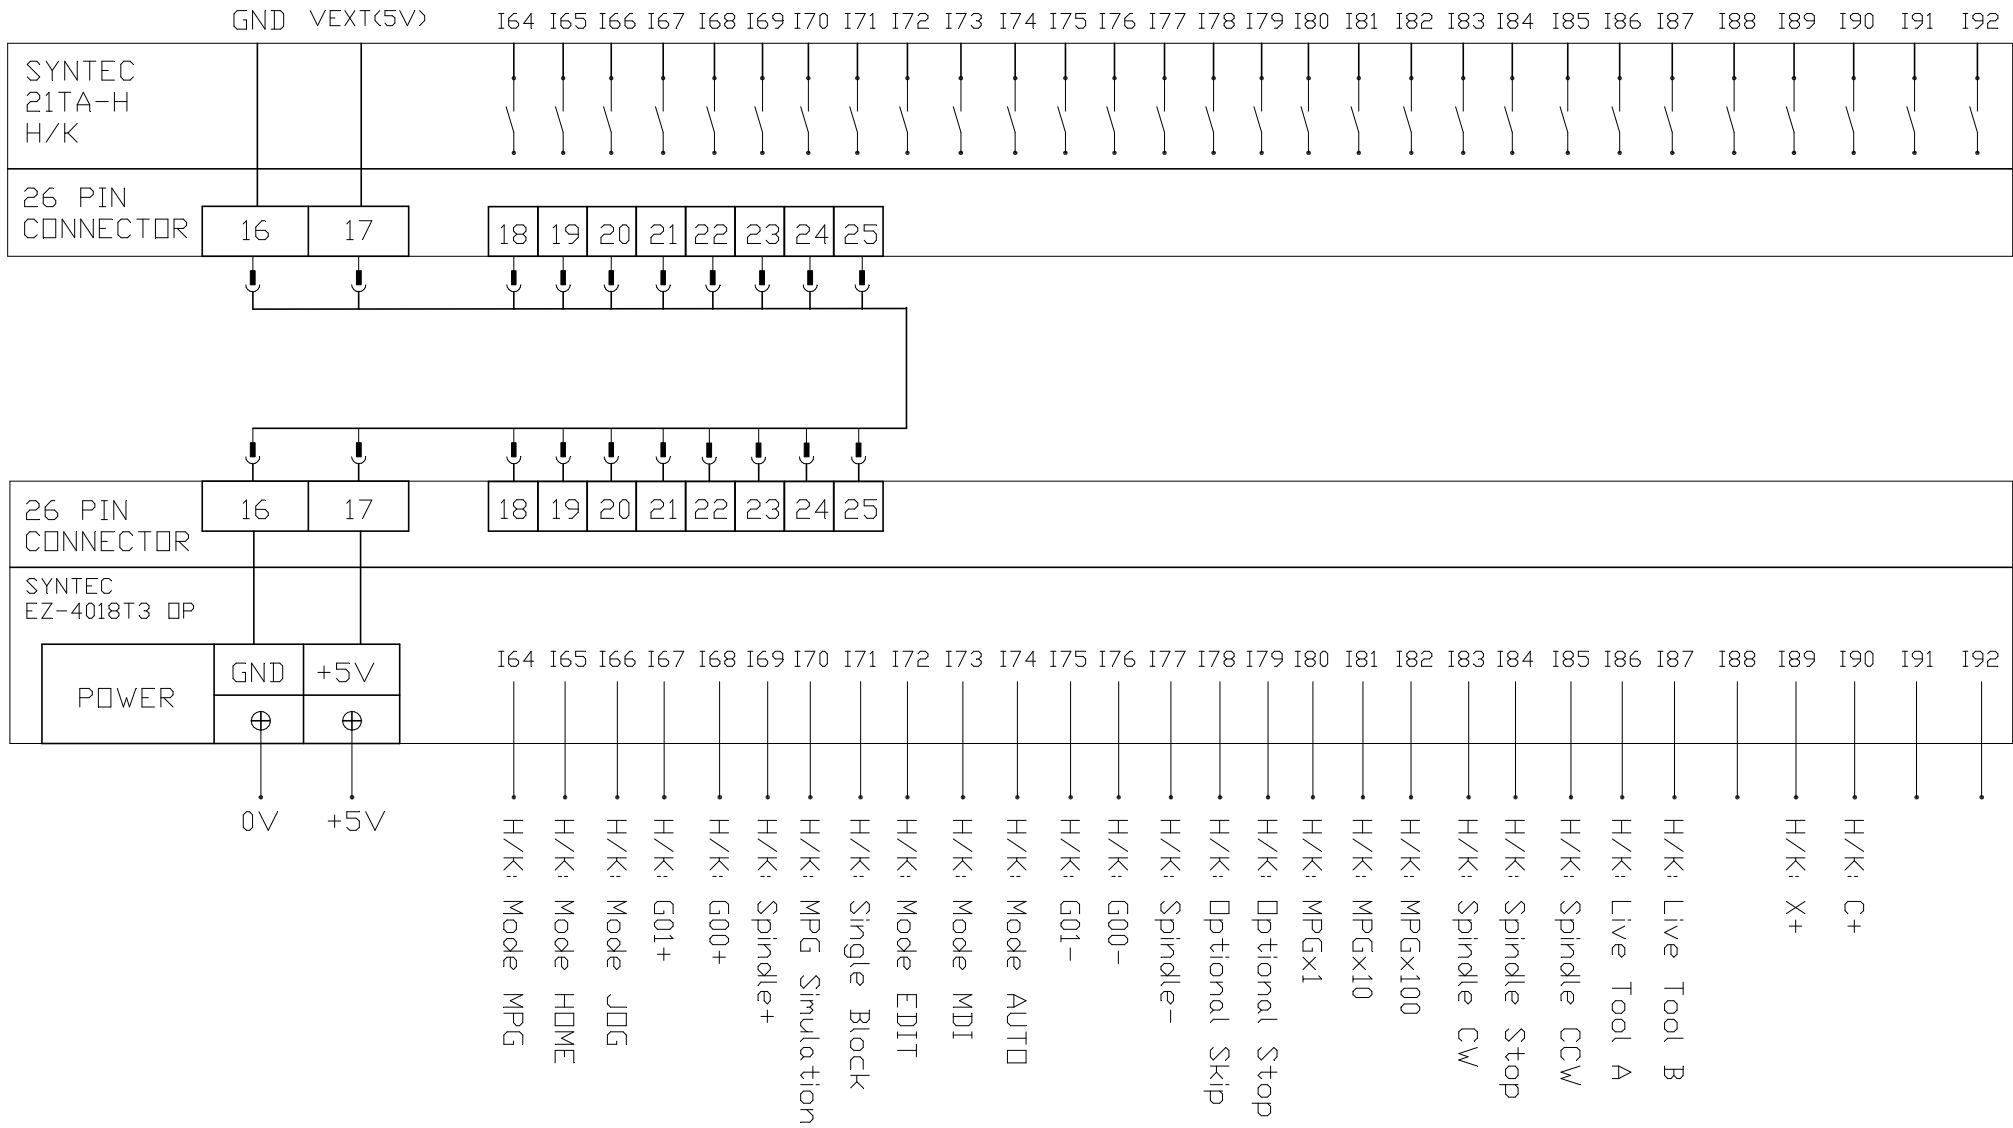 GND VEXT(5V) I64 I65 I66 I67 I68 I69 I70 I71 I72 I73 I74 I75 I76 I77 I78 I79 I80 I81 I82 I83 I84 I85 I86 I87 I88 I89 I90 I91 I92
SYNTEC
21TA-H
H/K
26 PIN
CONNECTOR
16 17 18 19 20 21 22 23 24 25
26 PIN
CONNECTOR
16 17 18 19 20 21 22 23 24 25
SYNTEC
EZ-4018T3 OP
POWER
GND +5V
I64 I65 I66 I67 I68 I69 I70 I71 I72 I73 I74 I75 I76 I77 I78 I79 I80 I81 I82 I83 I84 I85 I86 I87 I88 I89 I90 I91 I92
0V +5V
H/K: Mode MPG
H/K: Mode HOME
H/K: Mode JOG
H/K: G01+
H/K: G00+
H/K: Spindle+
H/K: MPG Simulation
H/K: Single Block
H/K: Mode EDIT
H/K: Mode MDI
H/K: Mode AUTO
H/K: G01-
H/K: G00-
H/K: Spindle-
H/K: Optional Skip
H/K: Optional Stop
H/K: MPGx1
H/K: MPGx10
H/K: MPGx100
H/K: Spindle CW
H/K: Spindle Stop
H/K: Spindle CCW
H/K: Live Tool A
H/K: Live Tool B
H/K: X+
H/K: C+